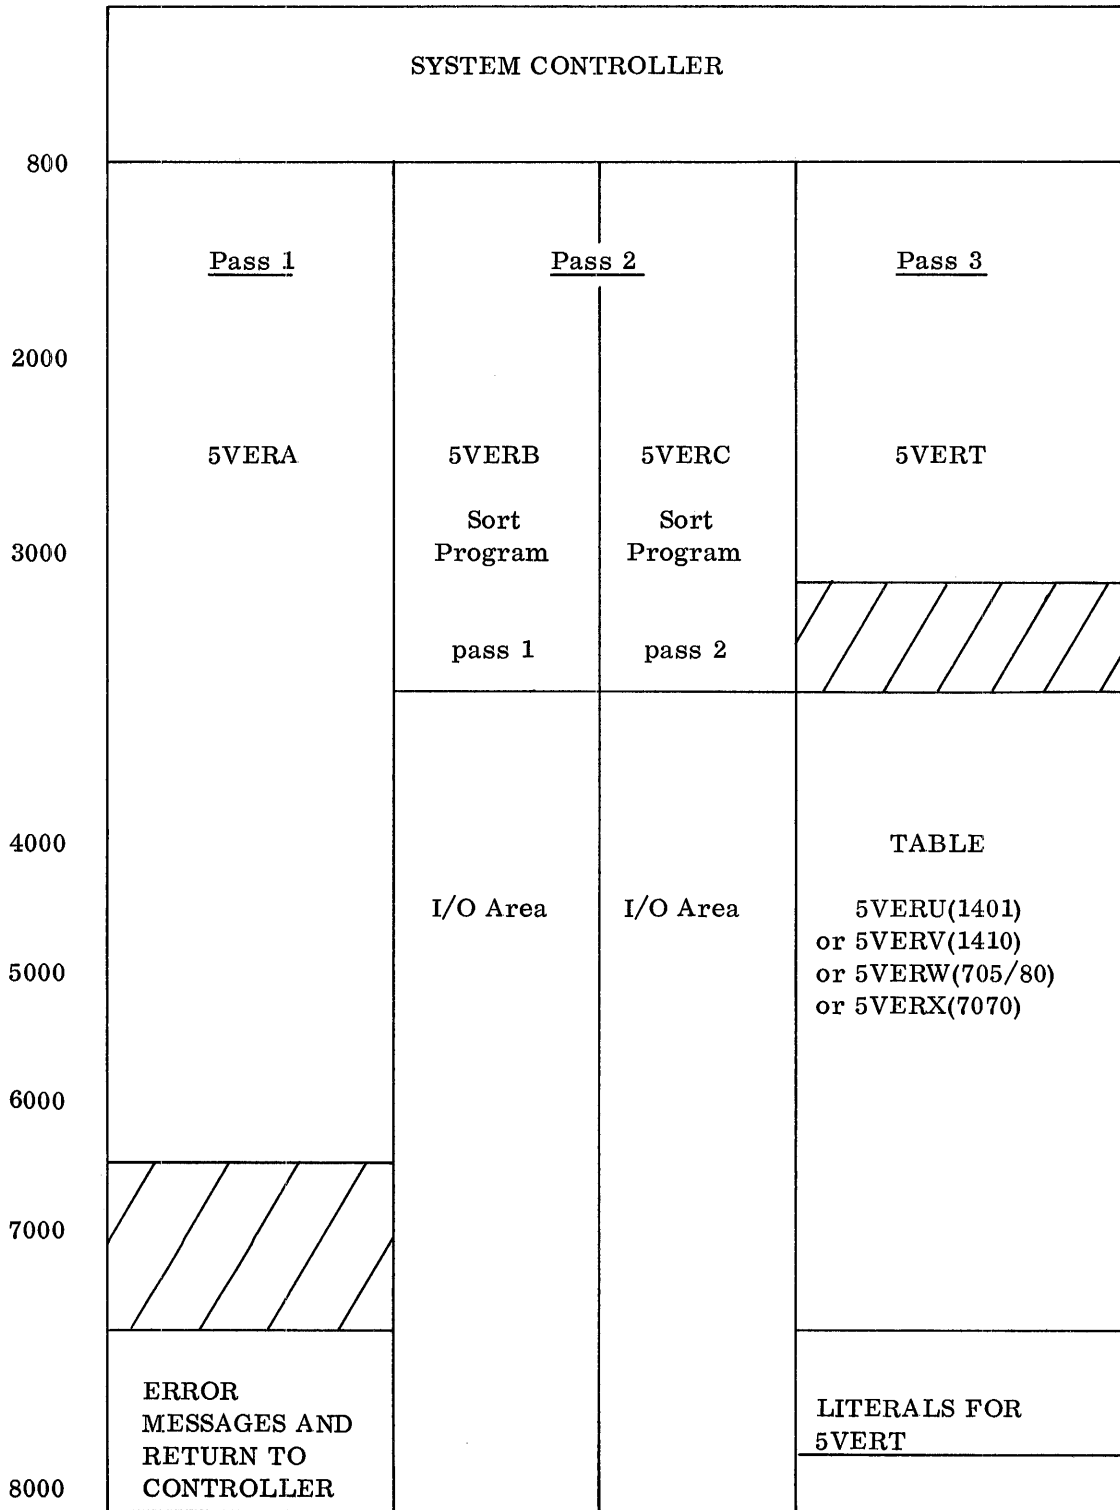 SYSTEM CONTROLLER
800
Pass 1
Pass 2
Pass 3
2000
5VERA
5VERB
5VERC
5VERT
Sort
Program
Sort
Program
3000
pass 1
pass 2
4000
TABLE
I/O Area
I/O Area
5VERU(1401)
or 5VERV(1410)
or 5VERW(705/80)
or 5VERX(7070)
5000
6000
7000
ERROR
MESSAGES AND
RETURN TO
CONTROLLER
LITERALS FOR
5VERT
8000